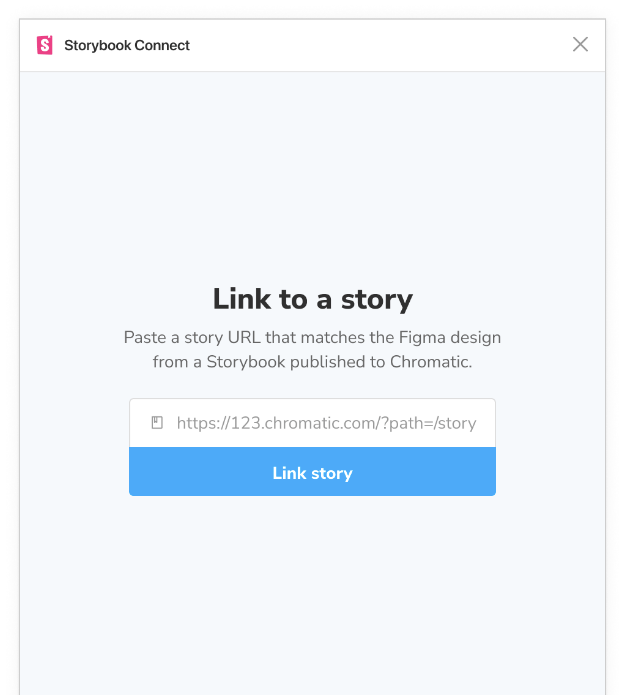 Storybook Connect
Link to a story
Paste a story URL that matches the Figma design
from a Storybook published to Chromatic.
https://123.chromatic.com/?path=/story
Link story